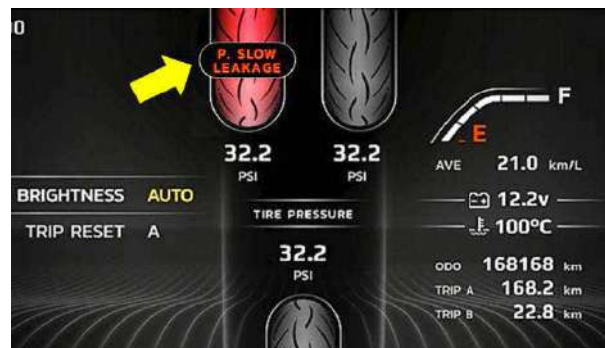 0
P. SLOW
LEAKAGE
F
E
32.2
PSI
32.2
PSI
AVE 21.0 km/L
BRIGHTNESS AUTO
12.2v
TIRE PRESSURE
TRIP RESET A
100°C
32.2
PSI
ODO 168168 km
TRIP A 168.2 km
TRIP B 22.8 km